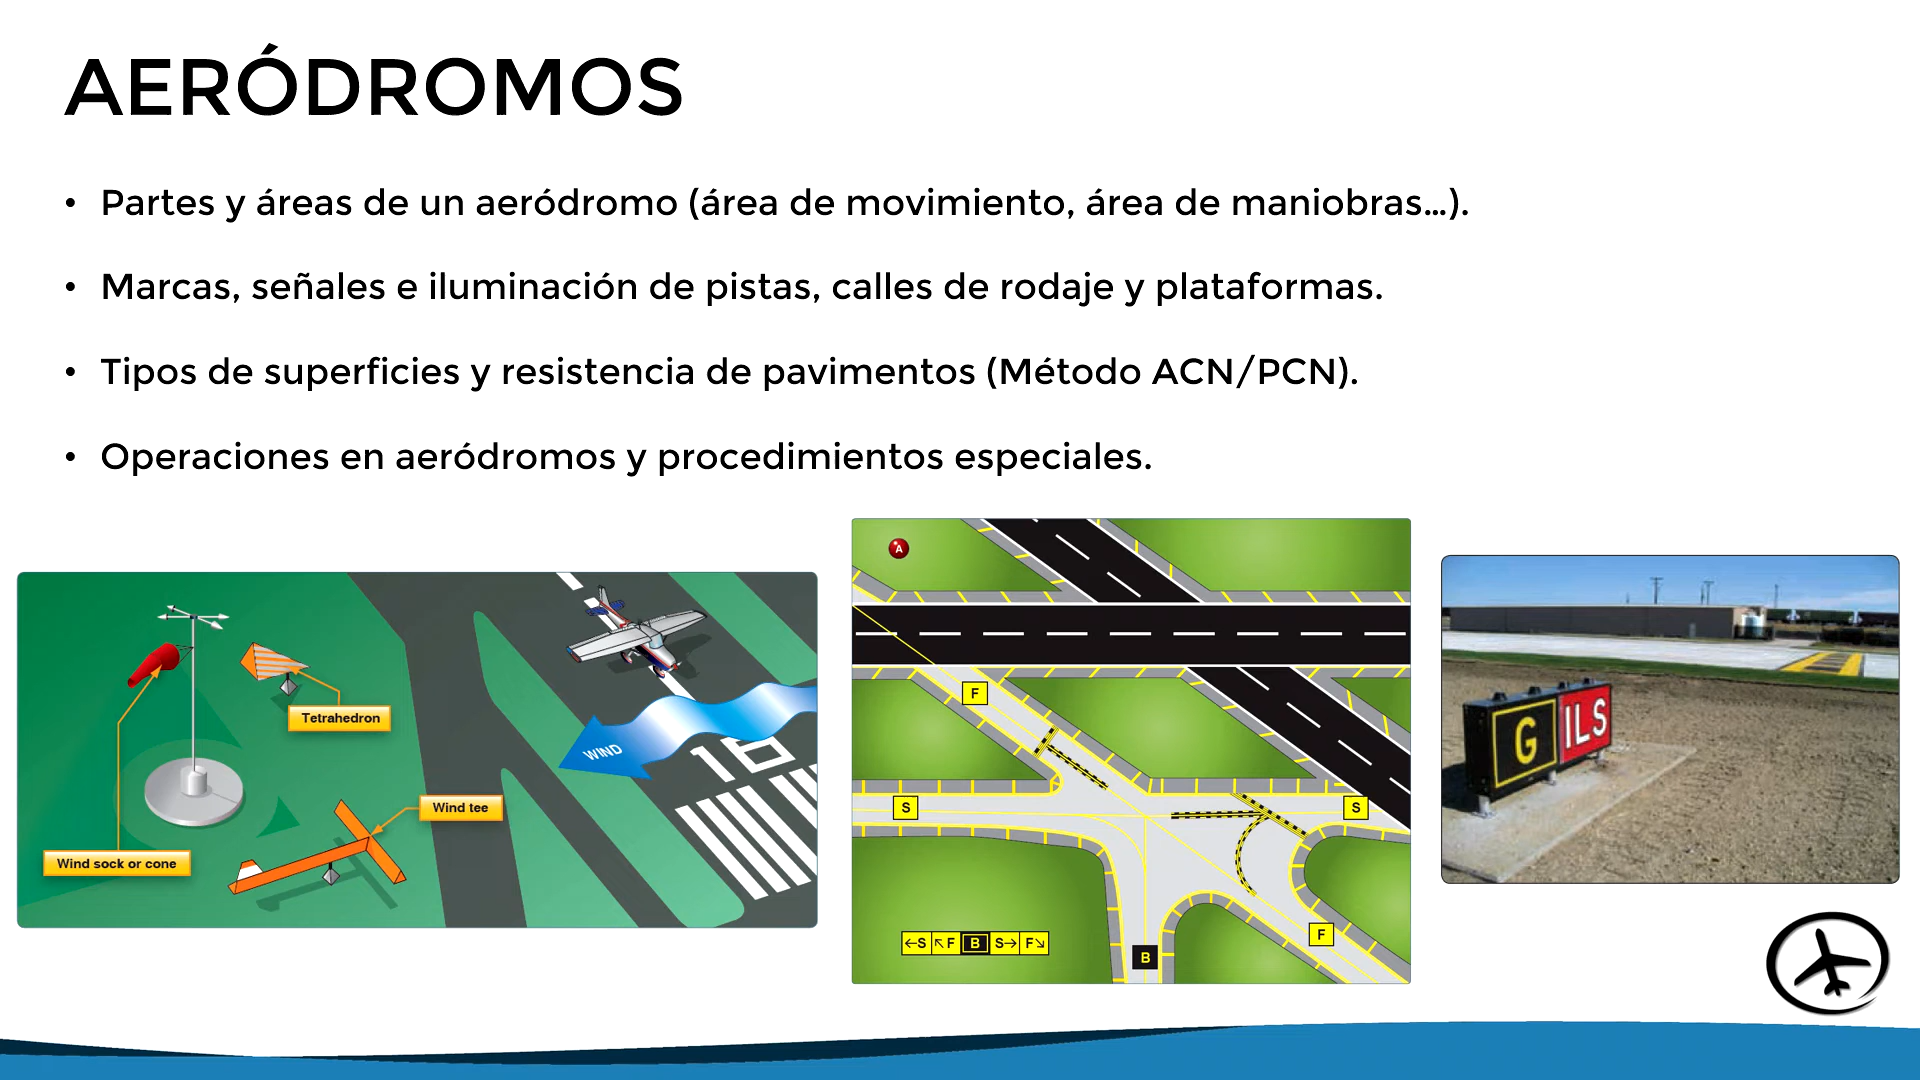 AERÓDROMOS
• Partes y áreas de un aeródromo (área de movimiento, área de maniobras...).
• Marcas, señales e iluminación de pistas, calles de rodaje y plataformas.
• Tipos de superficies y resistencia de pavimentos (Método ACN/PCN).
• Operaciones en aeródromos y procedimientos especiales.
Tetrahedron
WIND
16
Wind tee
Wind sock or cone
A
F
S
S
F
←S ↖F B S→ F↘
B
G ILS